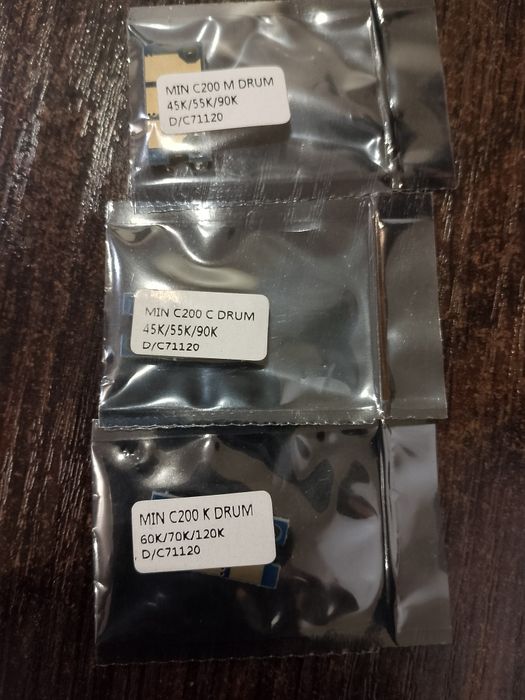 MIN C200 M DRUM
45K/55K/90K
D/C71120
MIN C200 C DRUM
45K/55K/90K
D/C71120
MIN C200 K DRUM
60K/70K/120K
D/C71120